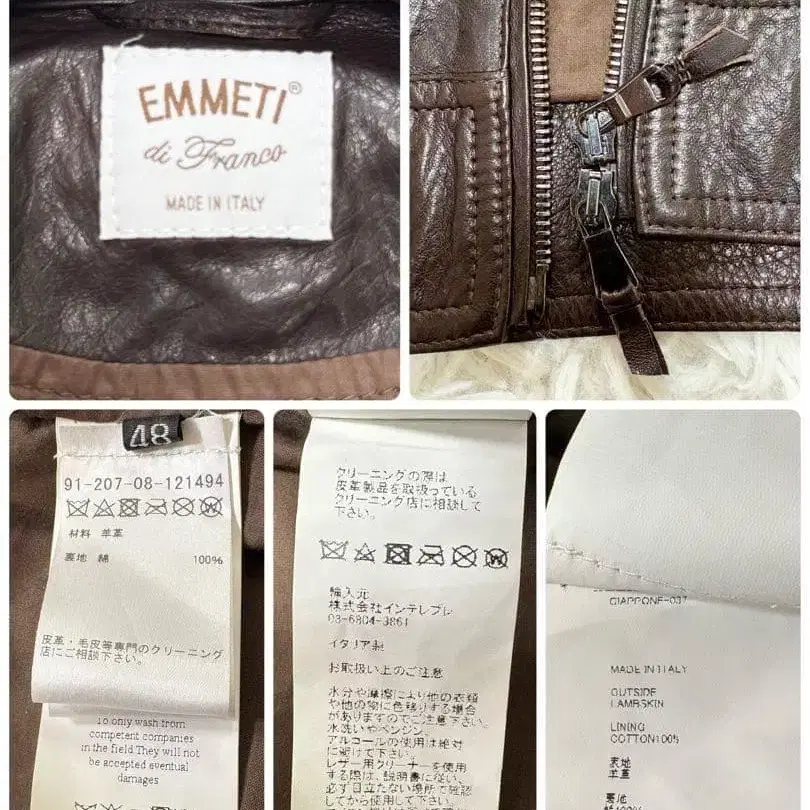 EMMETI®
di Franco
MADE IN ITALY
48
91-207-08-121494
材料 羊革
裏地 綿 100%
皮革・毛皮等専門のクリーニング
店にご相談下さい。
To only wash from
competent companies
in the field They will not
be accepted eventual
damages
クリーニングの際は
皮革製品を取扱っている
クリーニング店に相談して
下さい。
輸入元
株式会社インテレプレ
03-6804-3861
イタリア製
お取扱い上のご注意
水分や摩擦により他の衣類
や他の物に色移りする場合
がありますのでご注意下さい。
水洗いやベンジン、
アルコールの使用は絶対
に避けて下さい。
レザー用クリーナーを使用
する際は、説明書に従い、
必ず目立たない場所で確認
してから使用して下さい。
GIAPPONE-037
MADE IN ITALY
OUTSIDE
LAMBSKIN
LINING
COTTON100%
表地
羊革
裏地
綿100%